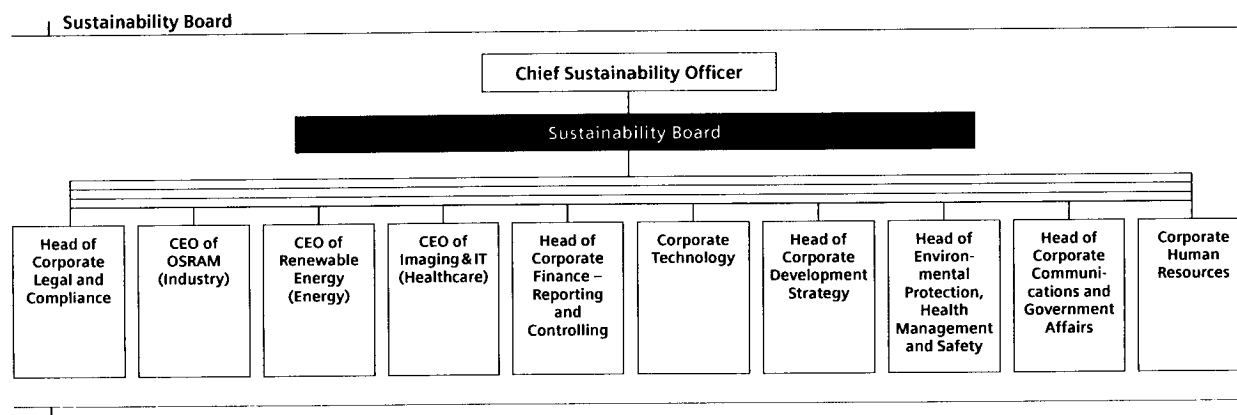 Sustainability Board
Chief Sustainability Officer
Sustainability Board
Head of
Corporate
Legal and
Compliance
CEO of
OSRAM
(Industry)
CEO of
Renewable
Energy
(Energy)
CEO of
Imaging & IT
(Healthcare)
Head of
Corporate
Finance –
Reporting
and
Controlling
Corporate
Technology
Head of
Corporate
Development
Strategy
Head of
Environ-
mental
Protection,
Health
Management
and Safety
Head of
Corporate
Communi-
cations and
Government
Affairs
Corporate
Human
Resources